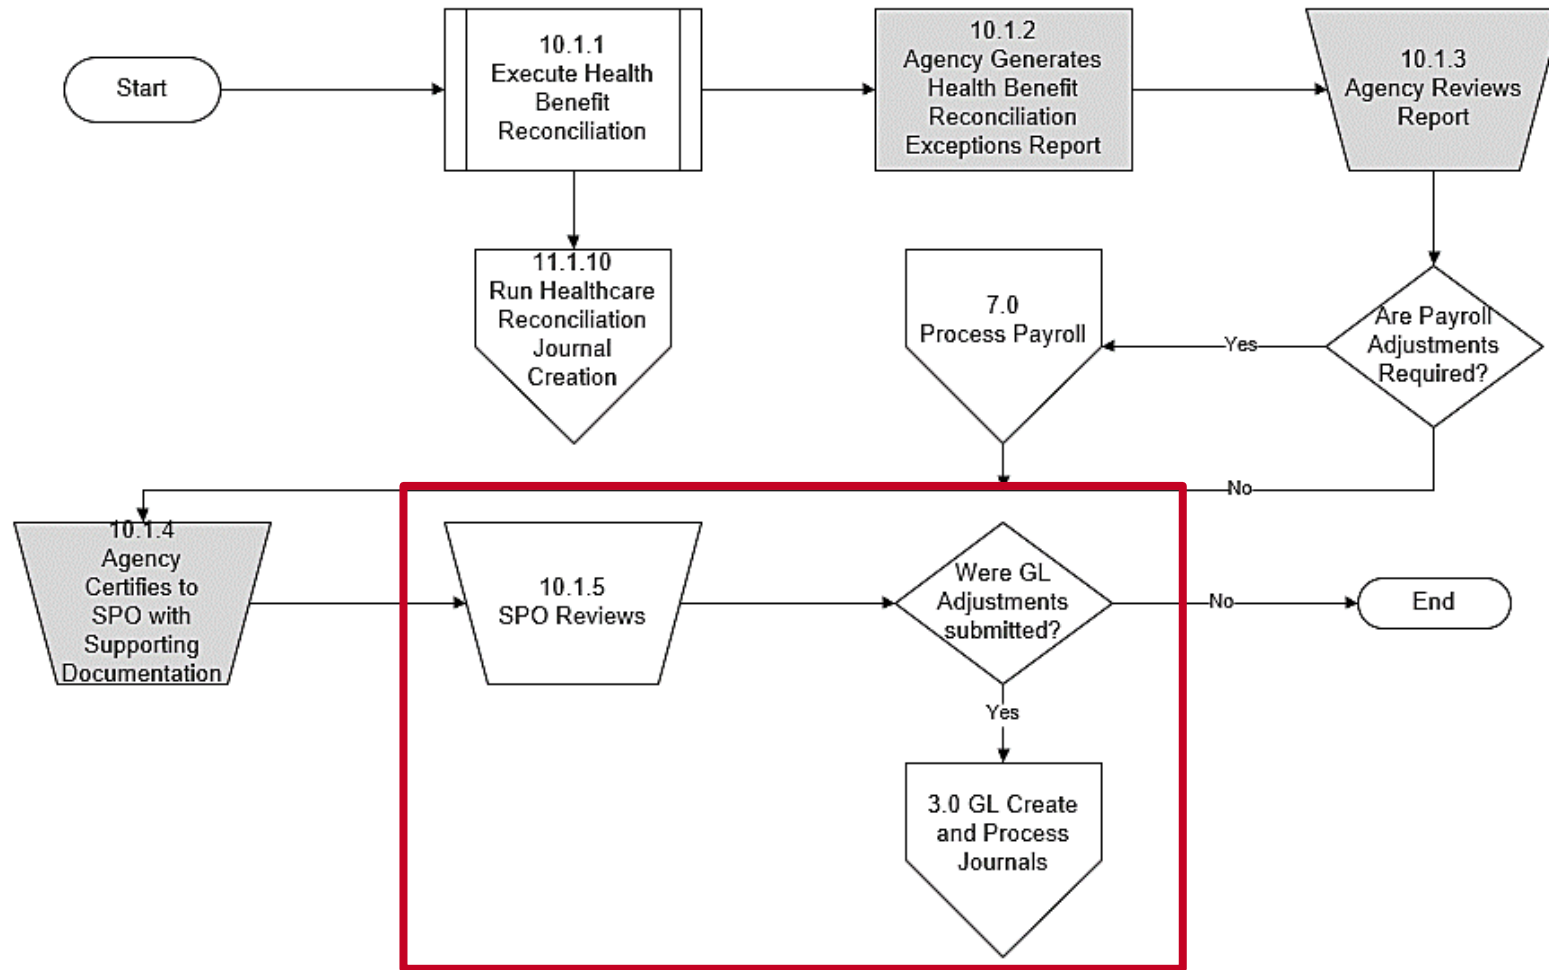 Start
10.1.1
Execute Health
Benefit
Reconciliation
10.1.2
Agency Generates
Health Benefit
Reconciliation
Exceptions Report
10.1.3
Agency Reviews
Report
11.1.10
Run Healthcare
Reconciliation
Journal
Creation
7.0
Process Payroll
Yes
Are Payroll
Adjustments
Required?
No
10.1.4
Agency
Certifies to
SPO with
Supporting
Documentation
10.1.5
SPO Reviews
Were GL
Adjustments
submitted?
No
End
Yes
3.0 GL Create
and Process
Journals